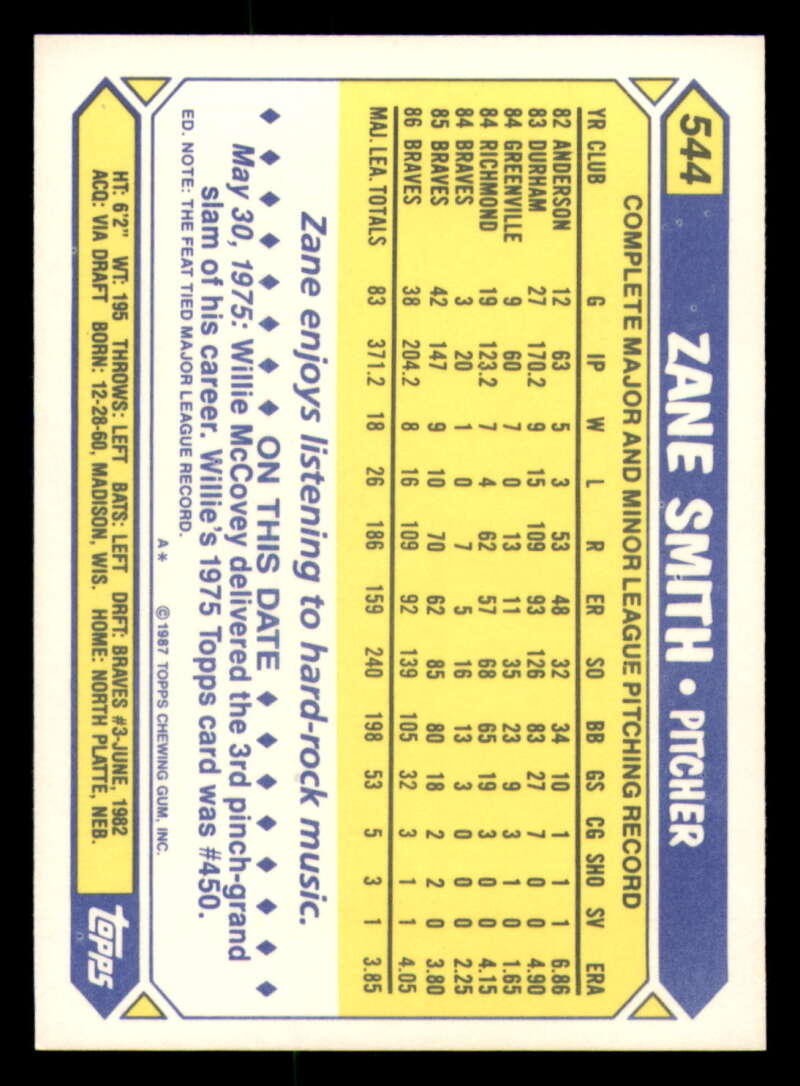 544
ZANE SMITH • PITCHER
COMPLETE MAJOR AND MINOR LEAGUE PITCHING RECORD
YR CLUB G IP W L R ER SO BB GS CG SHO SV ERA
82 ANDERSON 12 63 5 3 53 48 32 34 10 1 1 1 6.86
83 DURHAM 27 170.2 9 15 109 93 126 83 27 7 0 0 4.90
84 GREENVILLE 9 60 7 0 13 11 35 23 9 3 1 0 1.65
84 RICHMOND 19 123.2 7 4 62 57 68 65 19 3 0 0 4.15
84 BRAVES 3 20 1 0 7 5 16 13 3 0 0 0 2.25
85 BRAVES 42 147 9 10 70 62 85 80 18 2 2 0 3.80
86 BRAVES 38 204.2 8 16 109 92 139 105 32 3 1 1 4.05
MAJ. LEA. TOTALS 83 371.2 18 26 186 159 240 198 53 5 3 1 3.85
Zane enjoys listening to hard-rock music.
ON THIS DATE
May 30, 1975: Willie McCovey delivered the 3rd pinch-grand
slam of his career. Willie's 1975 Topps card was #450.
ED. NOTE: THE FEAT TIED MAJOR LEAGUE RECORD.
A* ©1987 TOPPS CHEWING GUM, INC.
HT: 6'2" WT: 195 THROWS: LEFT BATS: LEFT DRFT: BRAVES #3-JUNE, 1982
ACQ: VIA DRAFT BORN: 12-28-60, MADISON, WIS. HOME: NORTH PLATTE, NEB.
topps